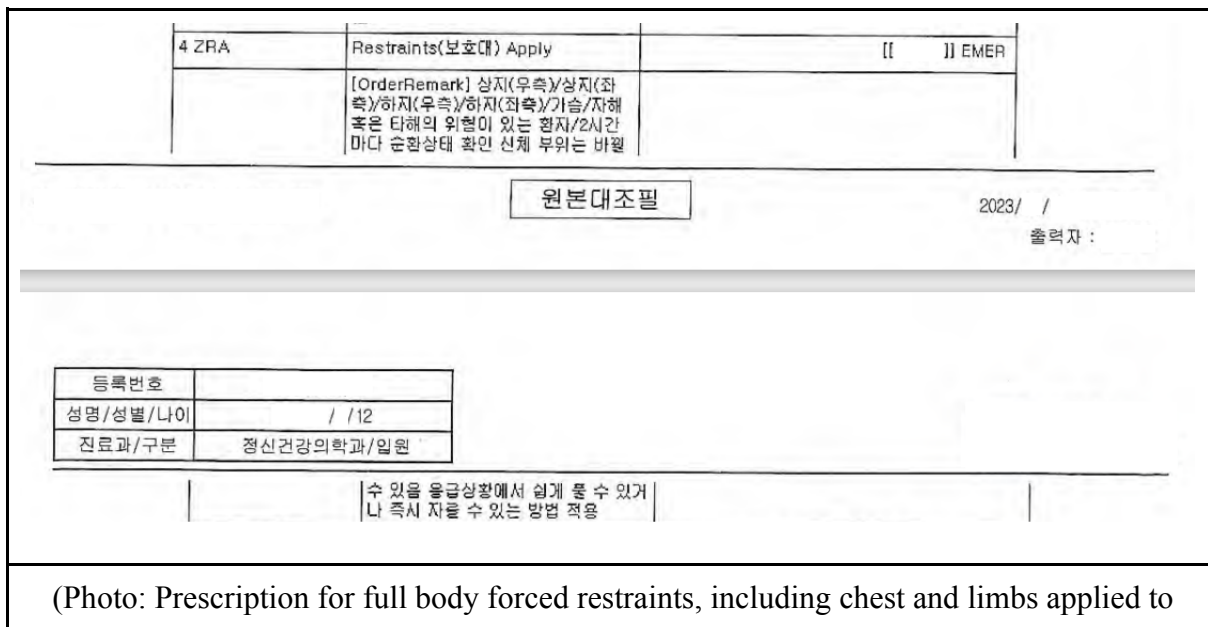 4 ZRA Restraints(보호대) Apply [[ ]] EMER
[OrderRemark] 상지(우측)/상지(좌
측)/하지(우측)/하지(좌측)/가슴/자해
혹은 타해의 위험이 있는 환자/2시간
마다 순환상태 확인 신체 부위는 바뀔
원본대조필
2023/ /
출력자 :
등록번호
성명/성별/나이 / /12
진료과/구분 정신건강의학과/입원
수 있음 응급상황에서 쉽게 풀 수 있거
나 즉시 자를 수 있는 방법 적용
(Photo: Prescription for full body forced restraints, including chest and limbs applied to